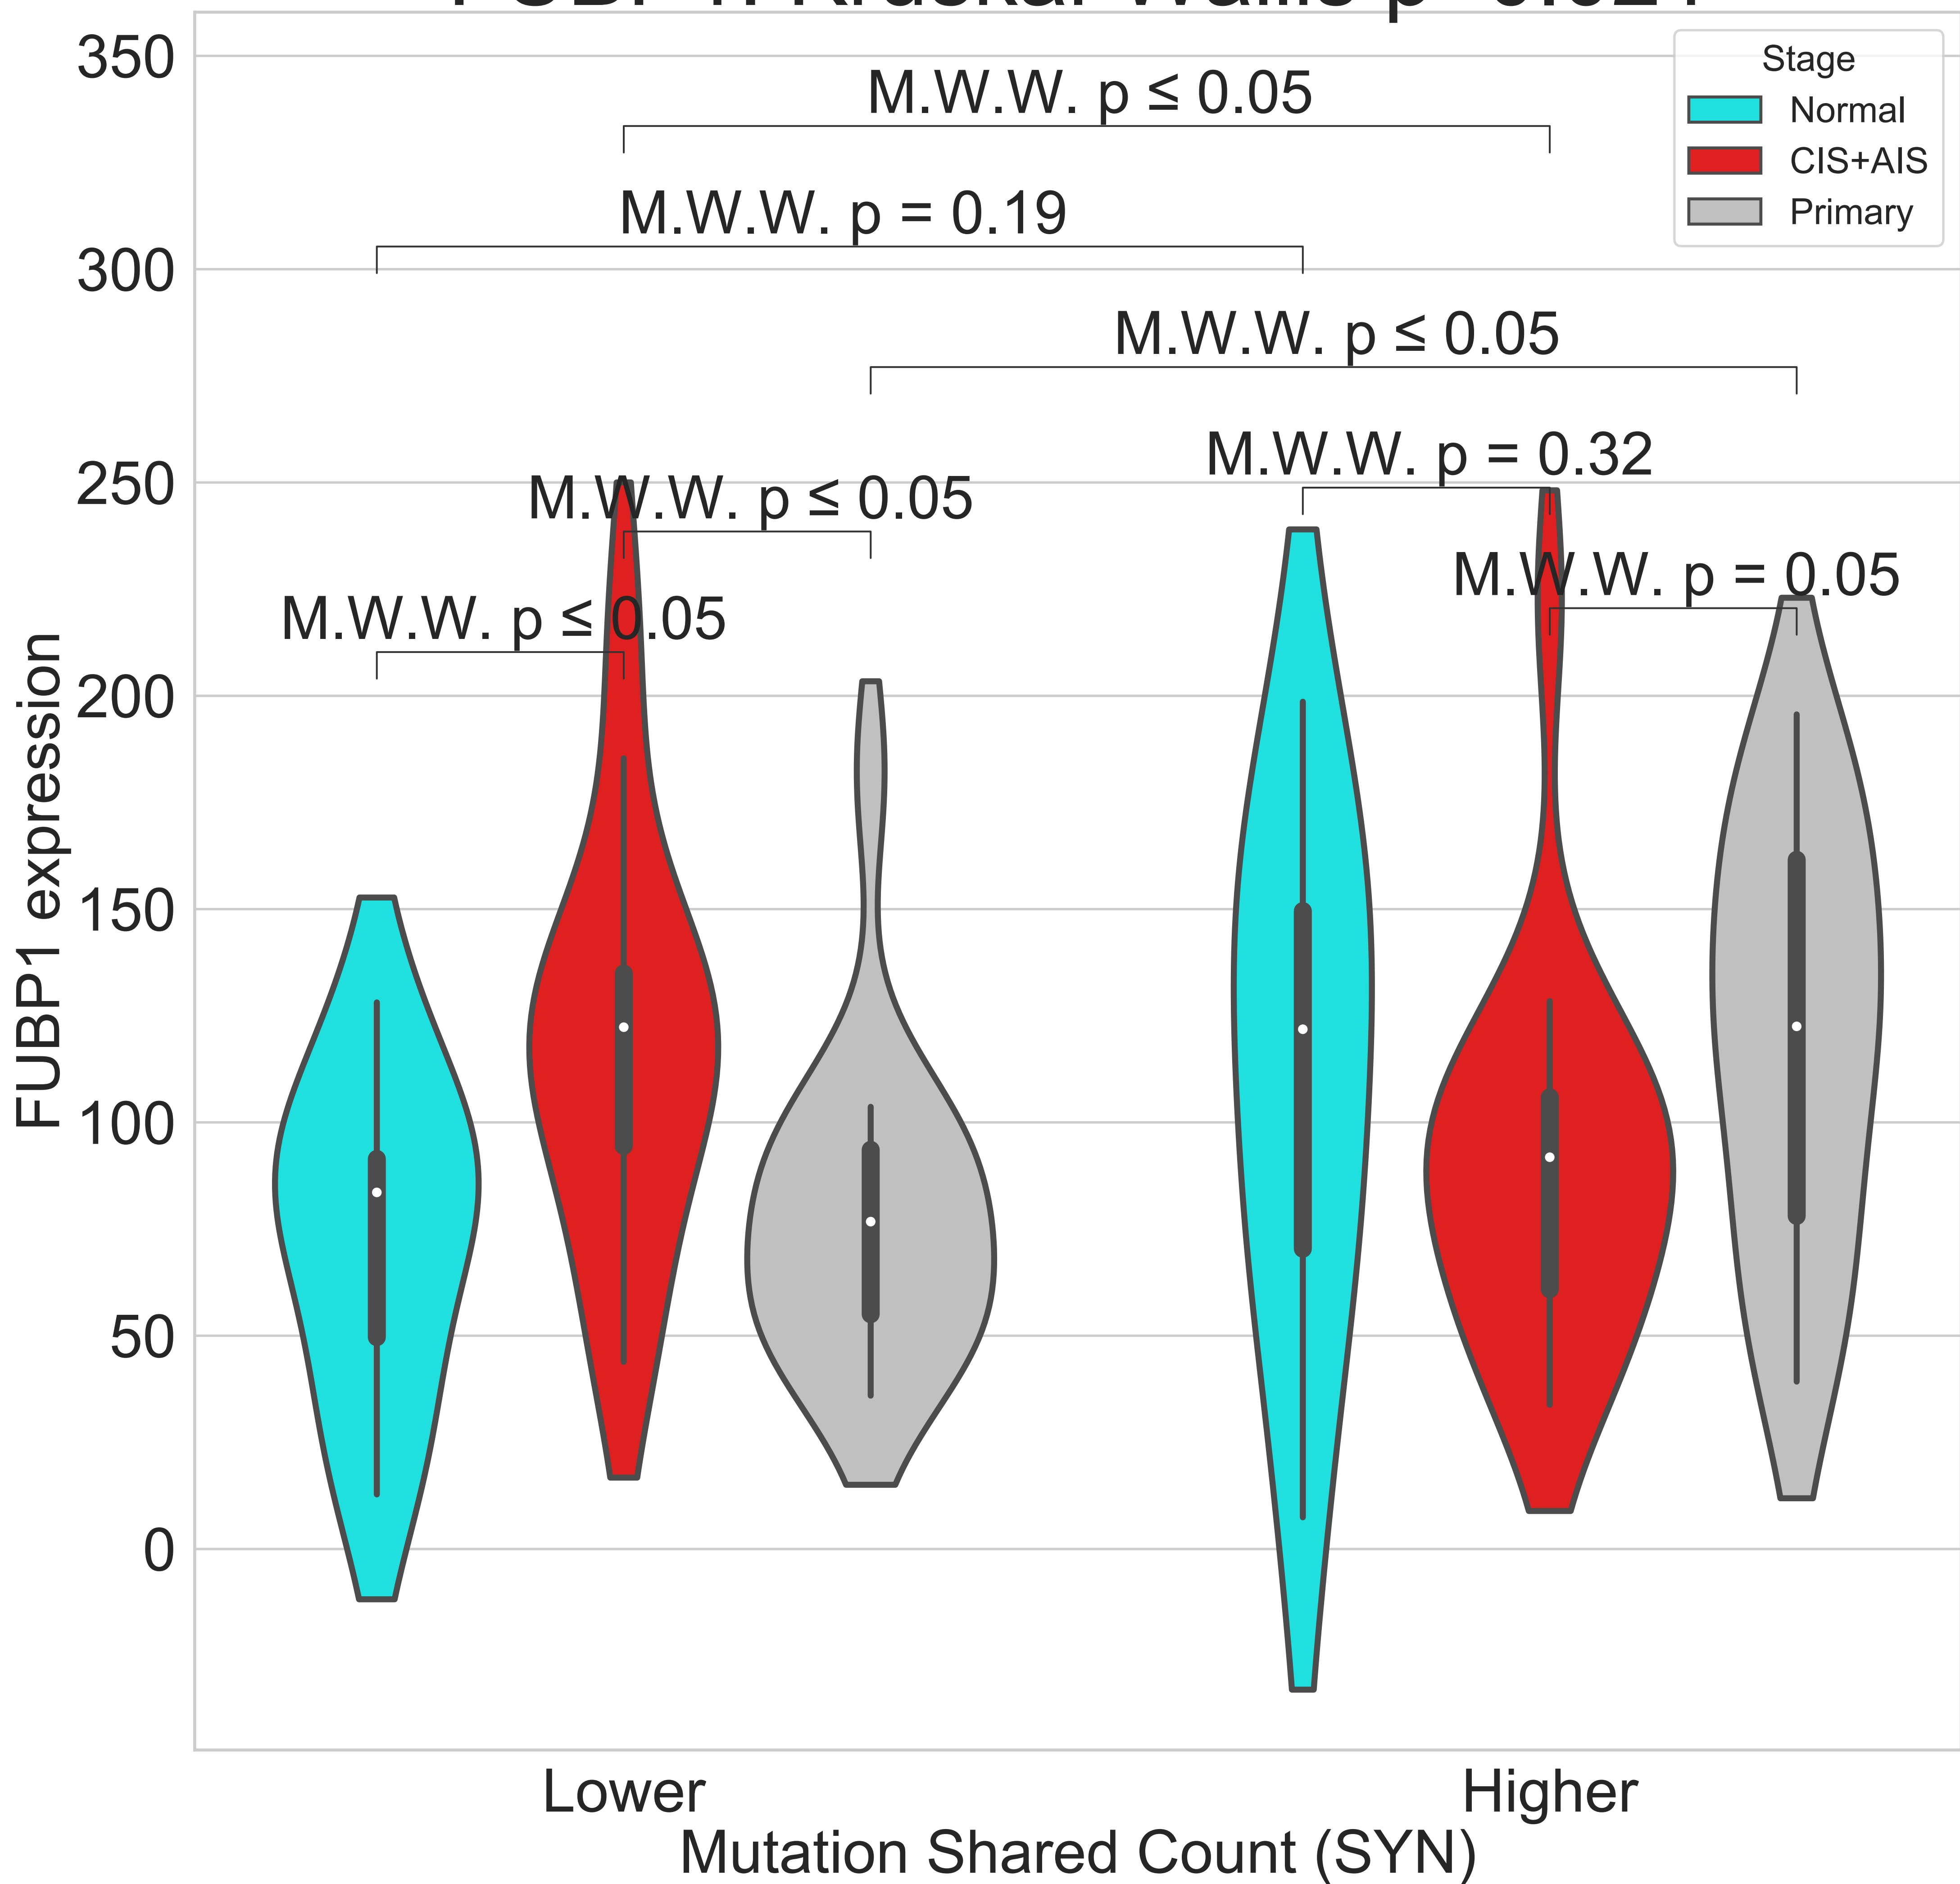 350
300
250
200
150
100
50
0
FUBP1 expression
M.W.W. p ≤ 0.05
M.W.W. p = 0.19
M.W.W. p ≤ 0.05
M.W.W. p = 0.32
M.W.W. p ≤ 0.05
M.W.W. p = 0.05
M.W.W. p ≤ 0.05
Stage
Normal
CIS+AIS
Primary
Lower
Higher
Mutation Shared Count (SYN)